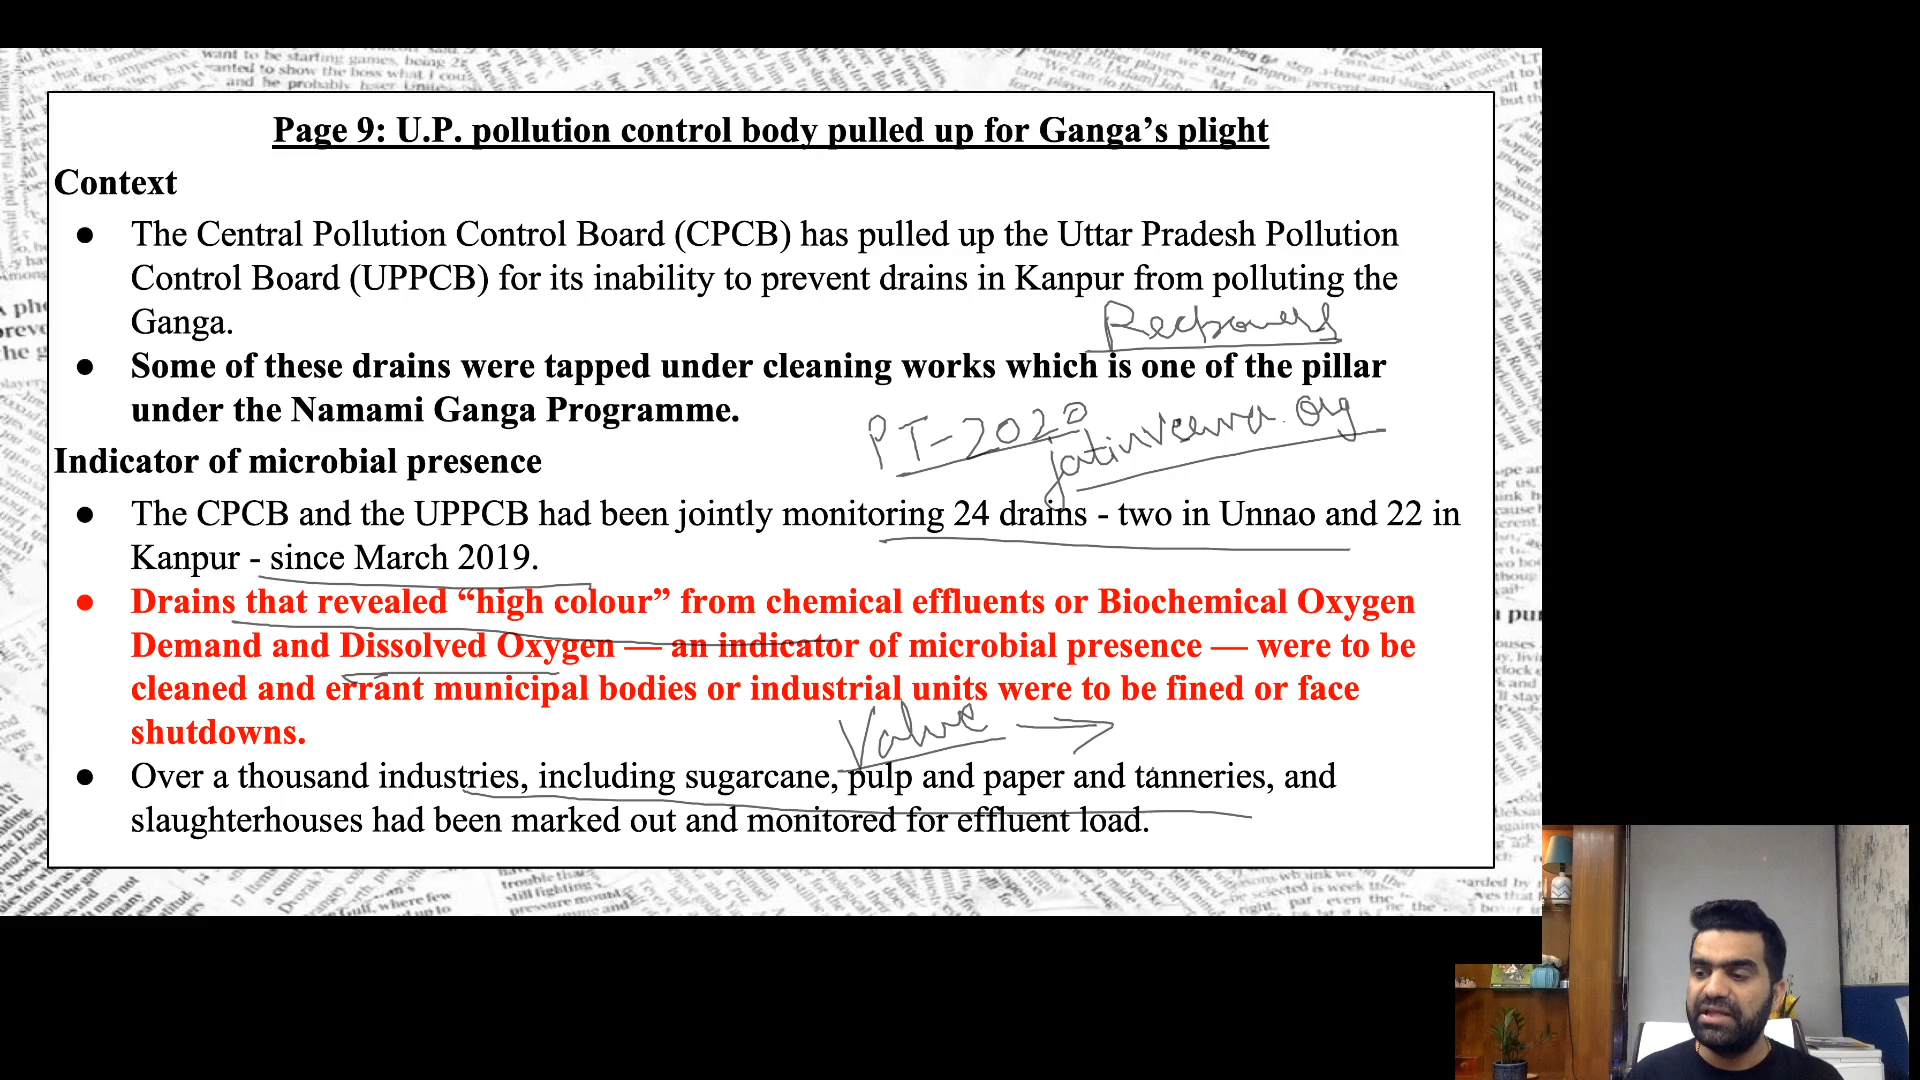 Page 9: U.P. pollution control body pulled up for Ganga's plight
Context
● The Central Pollution Control Board (CPCB) has pulled up the Uttar Pradesh Pollution
Control Board (UPPCB) for its inability to prevent drains in Kanpur from polluting the
Ganga.
● Some of these drains were tapped under cleaning works which is one of the pillar
under the Namami Ganga Programme.
PT-2020
Indicator of microbial presence
● The CPCB and the UPPCB had been jointly monitoring 24 drains - two in Unnao and 22 in
Kanpur - since March 2019.
● Drains that revealed “high colour” from chemical effluents or Biochemical Oxygen
Demand and Dissolved Oxygen — an indicator of microbial presence — were to be
cleaned and errant municipal bodies or industrial units were to be fined or face
shutdowns.
Valve
● Over a thousand industries, including sugarcane, pulp and paper and tanneries, and
slaughterhouses had been marked out and monitored for effluent load.